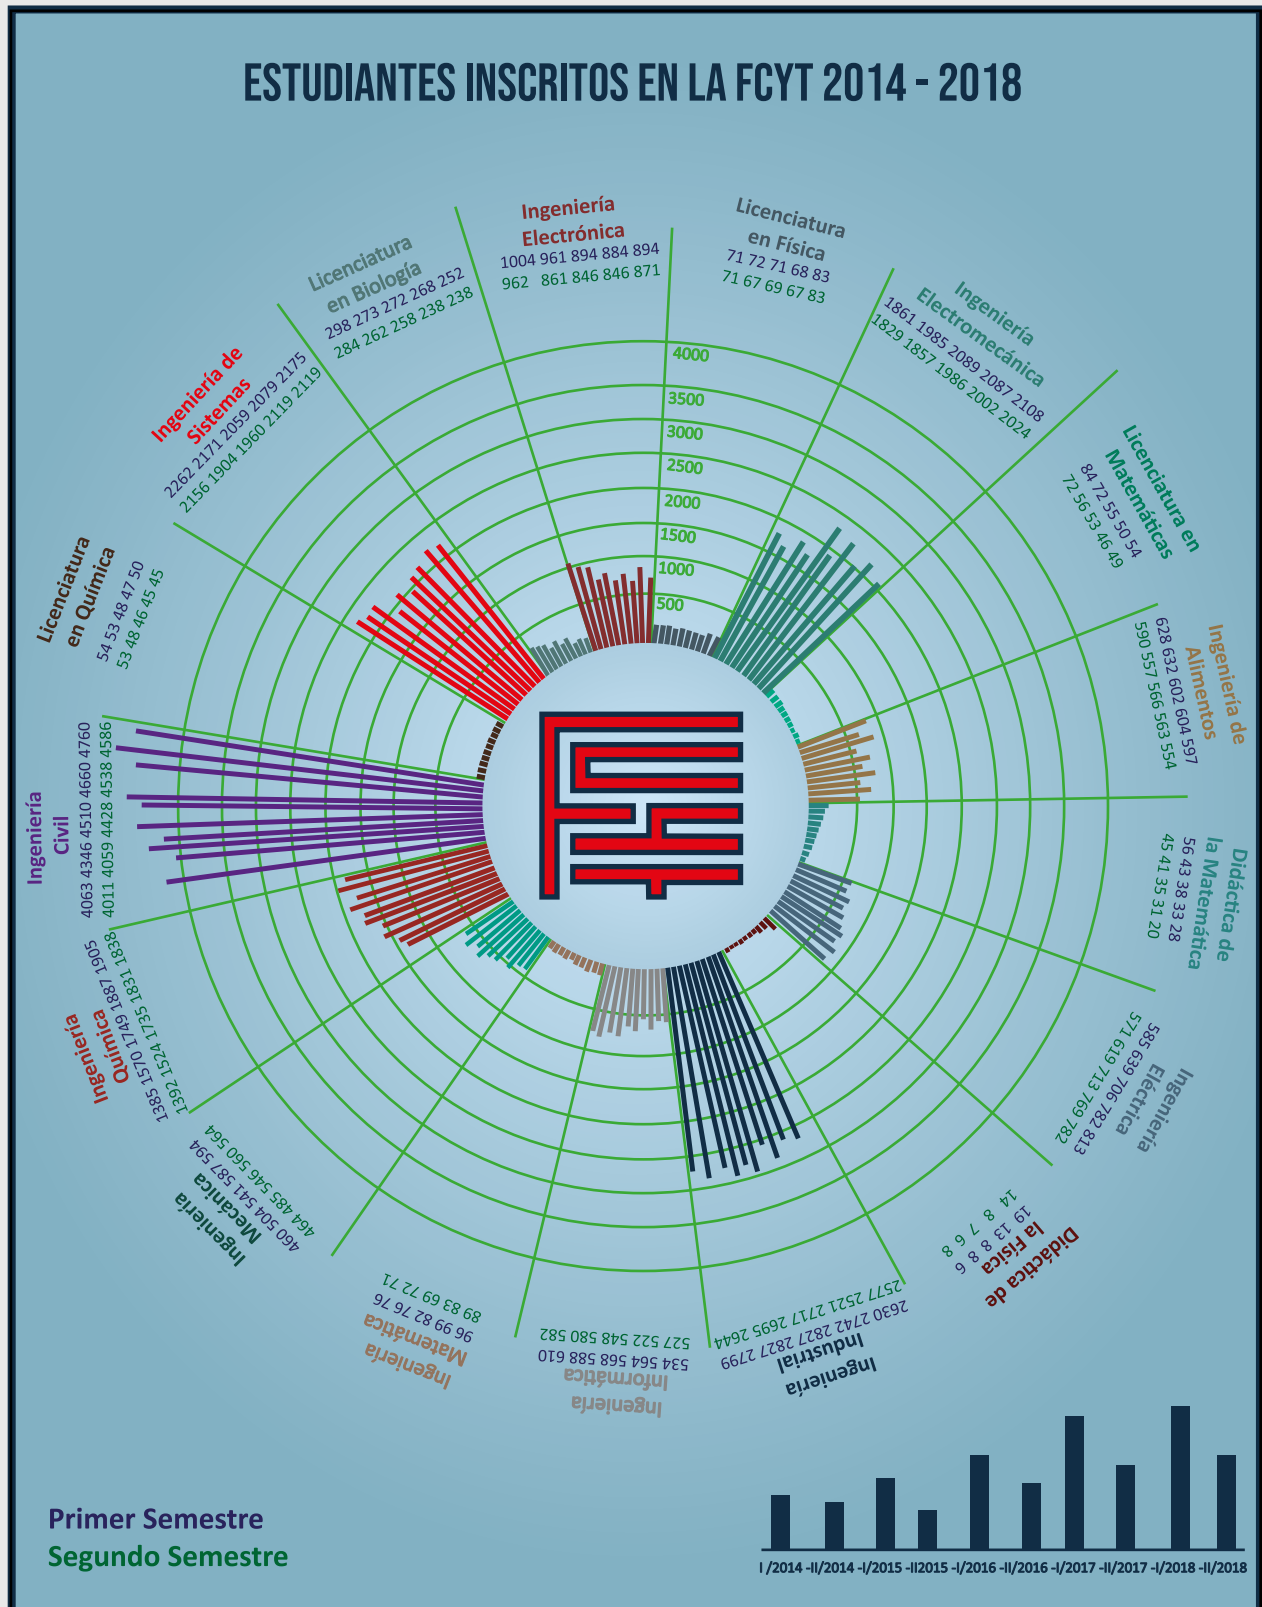 ESTUDIANTES INSCRITOS EN LA FCYT 2014 - 2018
Ingeniería
Electrónica
1004 961 894 884 894
962 861 846 846 871
Licenciatura
en Física
71 72 71 68 83
71 67 69 67 83
Ingeniería
Electromecánica
1861 1985 2089 2087 2108
1829 1857 1986 2002 2024
Licenciatura en
Matemáticas
84 72 55 50 54
72 56 53 46 49
Ingeniería de
Alimentos
628 632 602 604 597
590 557 566 563 554
Didáctica de
la Matemática
56 43 38 33 28
45 41 35 31 20
Ingeniería
Eléctrica
585 639 706 782 813
571 619 713 769 782
Didáctica de
la Física
19 13 8 8 6
14 8 7 6 8
Ingeniería
Industrial
2630 2742 2827 2827 2799
2577 2521 2717 2695 2644
Ingeniería
Informática
534 564 568 588 610
527 522 548 580 582
Ingeniería
Matemática
96 99 82 76 76
89 83 69 72 71
Ingeniería
Mecánica
460 504 541 587 594
464 485 546 560 564
Ingeniería
Química
1385 1570 1749 1887 1905
1392 1524 1735 1831 1838
Ingeniería
Civil
4063 4346 4510 4660 4760
4011 4059 4428 4538 4586
Licenciatura
en Química
54 53 48 47 50
53 48 46 45 45
Ingeniería de
Sistemas
2262 2171 2059 2079 2175
2156 1904 1960 2119 2119
Licenciatura
en Biología
298 273 272 268 252
284 262 258 238 238
4000
3500
3000
2500
2000
1500
1000
500
Primer Semestre
Segundo Semestre
I /2014 -II/2014 -I/2015 -II2015 -I/2016 -II/2016 -I/2017 -II/2017 -I/2018 -II/2018